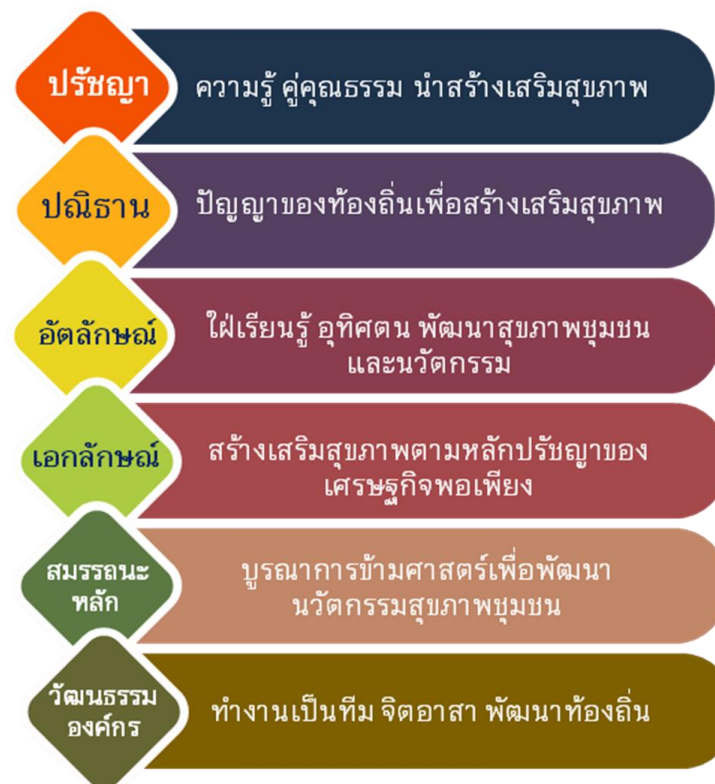 ปรัชญา
ความรู้ คู่คุณธรรม นำสร้างเสริมสุขภาพ
ปณิธาน
ปัญญาของท้องถิ่นเพื่อสร้างเสริมสุขภาพ
อัตลักษณ์
ใฝ่เรียนรู้ อุทิศตน พัฒนาสุขภาพชุมชน
และนวัตกรรม
เอกลักษณ์
สร้างเสริมสุขภาพตามหลักปรัชญาของ
เศรษฐกิจพอเพียง
สมรรถนะ
หลัก
บูรณาการข้ามศาสตร์เพื่อพัฒนา
นวัตกรรมสุขภาพชุมชน
วัฒนธรรม
องค์กร
ทำงานเป็นทีม จิตอาสา พัฒนาท้องถิ่น